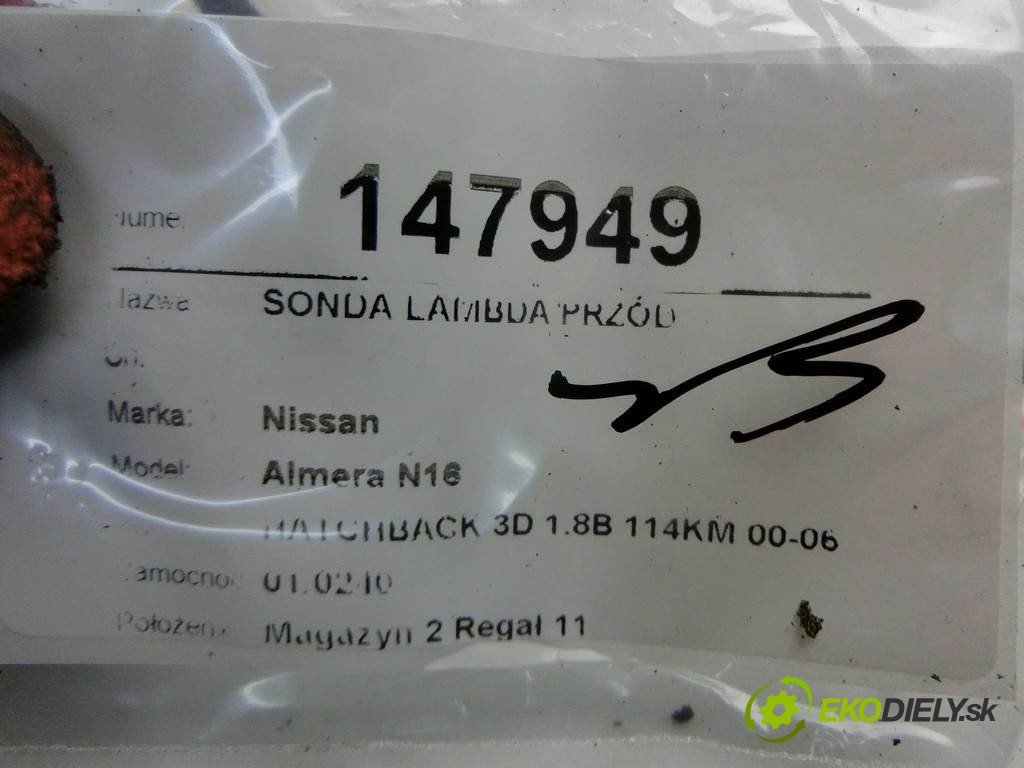 147949
SONDA LAMBDA PRZÓD
Marka: Nissan
Model: Almera N16
HATCHBACK 3D 1.8B 114KM 00-06
01.0240
Magazyn 2 Regał 11
EKODIELY.sk